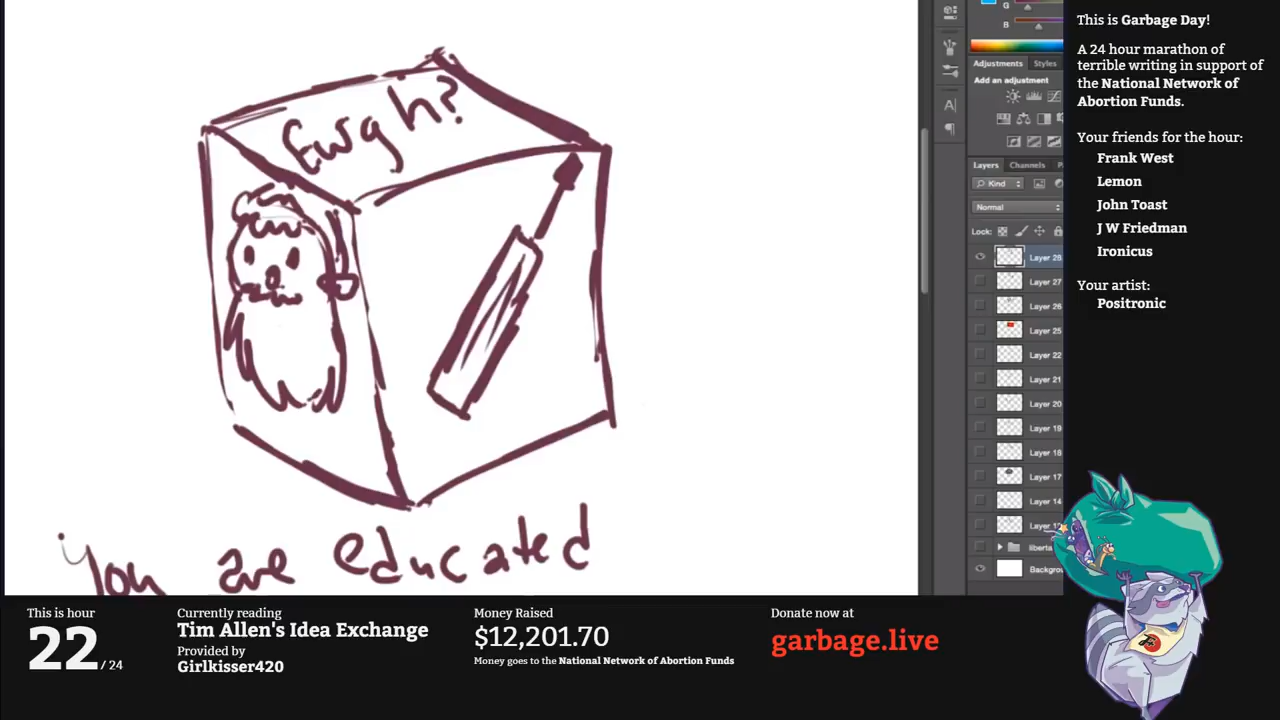 Ewgh?
you are educated
G
B
Adjustments Styles
Add an adjustment
Layers Channels
Kind
Normal
Lock:
Layer 28
Layer 27
Layer 26
Layer 25
Layer 22
Layer 21
Layer 20
Layer 19
Layer 18
Layer 17
Layer 14
This is Garbage Day!
A 24 hour marathon of
terrible writing in support of
the National Network of
Abortion Funds.
Your friends for the hour:
Frank West
Lemon
John Toast
J W Friedman
Ironicus
Your artist:
Positronic
This is hour
22 / 24
Currently reading
Tim Allen's Idea Exchange
Provided by
Girlkisser420
Money Raised
$12,201.70
Money goes to the National Network of Abortion Funds
Donate now at
garbage.live